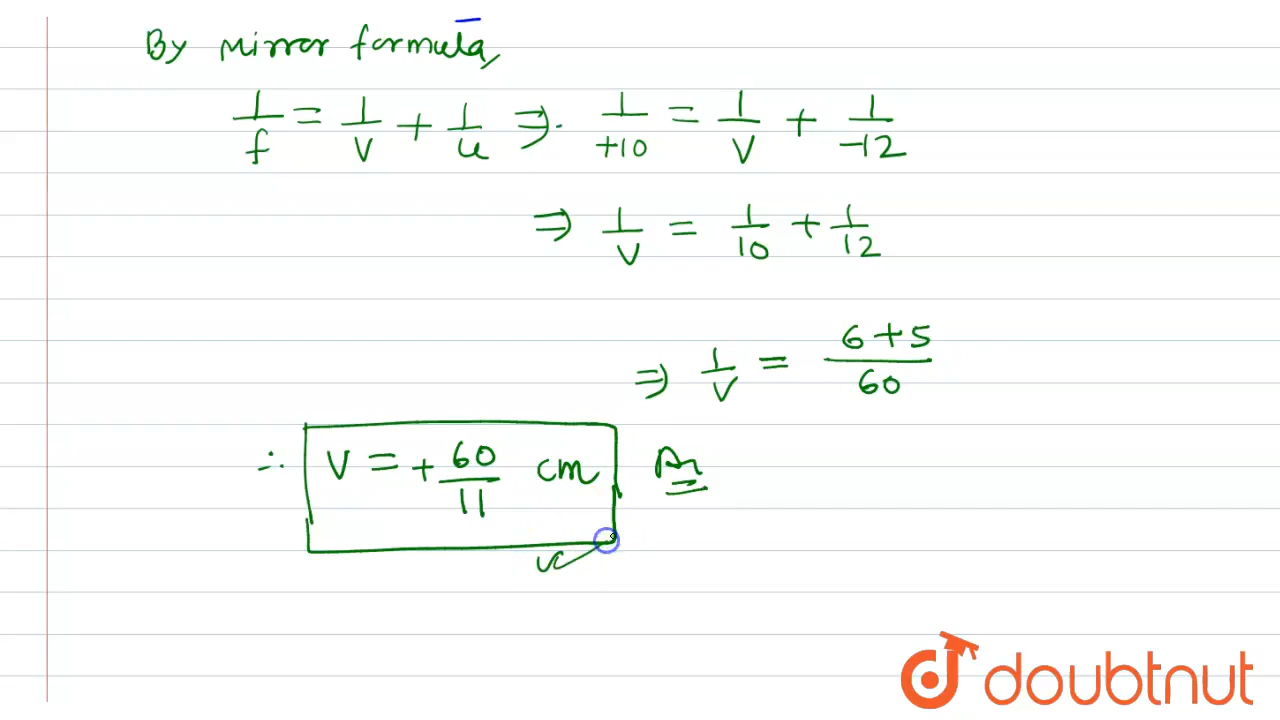 By Mirror formula,
1/f = 1/v + 1/u ⇒ 1/+10 = 1/v + 1/-12
⇒ 1/v = 1/10 + 1/12
⇒ 1/v = 6+5/60
∴ v = + 60/11 cm An
doubtnut